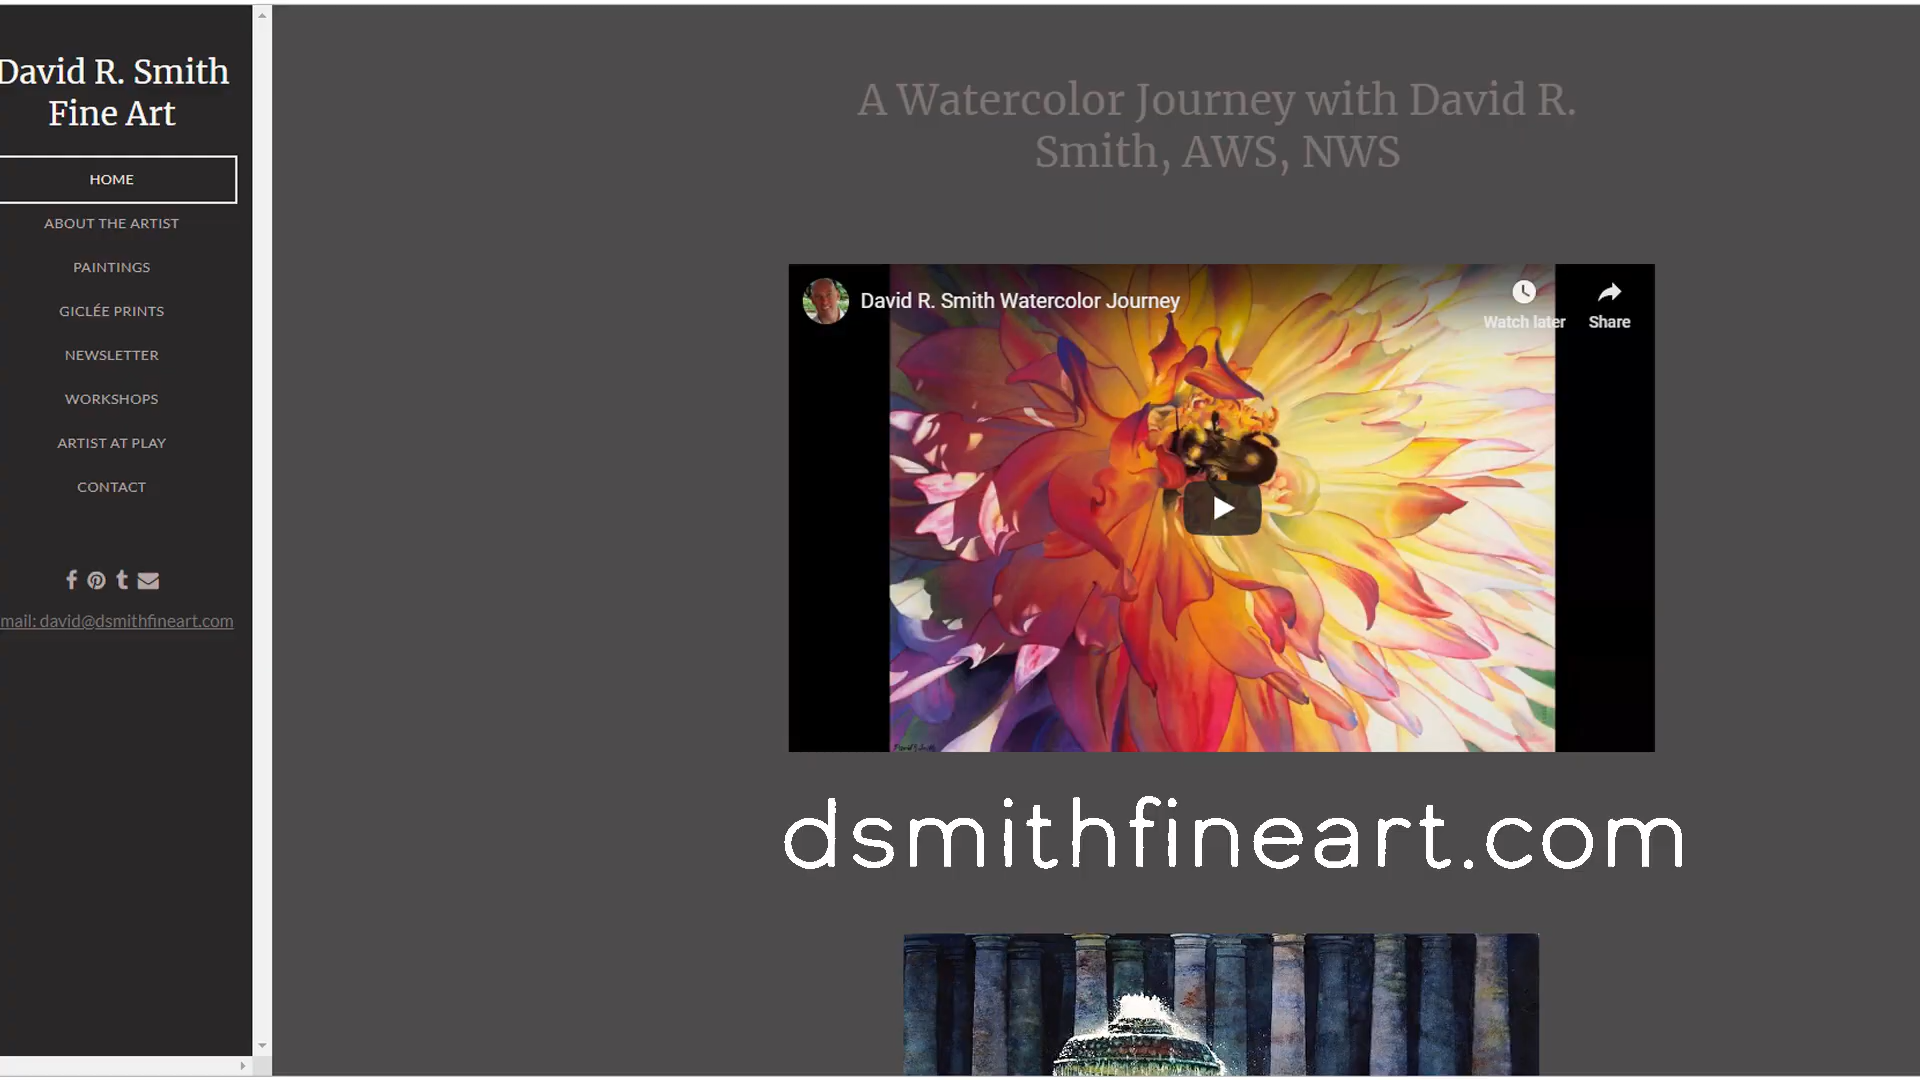 David R. Smith
Fine Art
HOME
ABOUT THE ARTIST
PAINTINGS
GICLÉE PRINTS
NEWSLETTER
WORKSHOPS
ARTIST AT PLAY
CONTACT
mail: david@dsmithfineart.com
A Watercolor Journey with David R.
Smith, AWS, NWS
David R. Smith Watercolor Journey
Watch later
Share
dsmithfineart.com